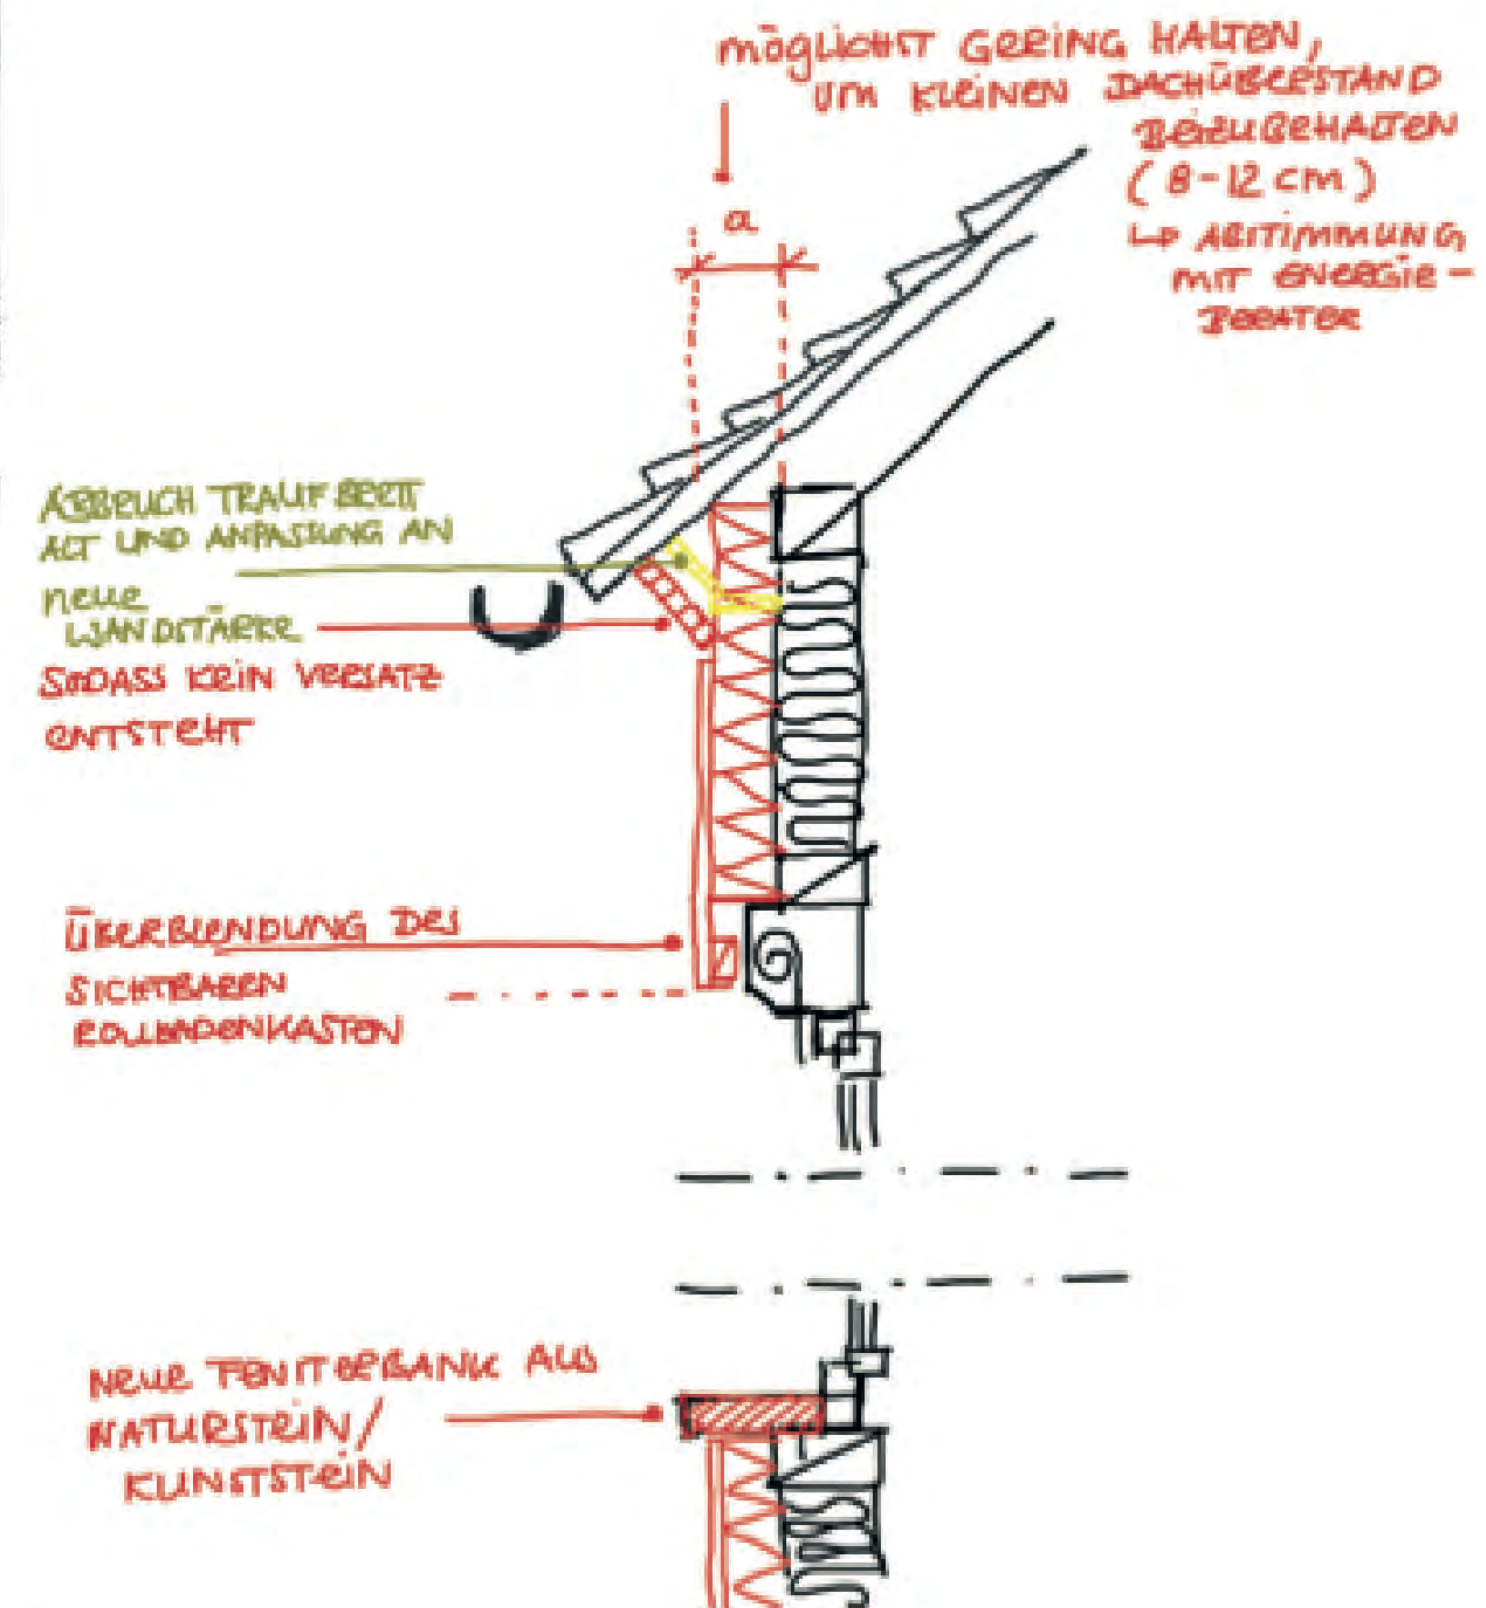 möglichst GERING HALTEN,
UM KLEINEN DACHÜBERSTAND
BEIZUBEHALTEN
( 8-12 cm )
↳ ABSTIMMUNG
MIT ENERGIE-
BERATER
a
ABBRUCH TRAUFBRETT
ALT UND ANPASSUNG AN
neue
WANDSTÄRKE
SODASS KEIN VERSATZ
ENTSTEHT
ÜBERBLENDUNG DES
SICHTBAREN
ROLLLADENKASTEN
NEUE FENSTERBANK AUS
NATURSTEIN/
KUNSTSTEIN